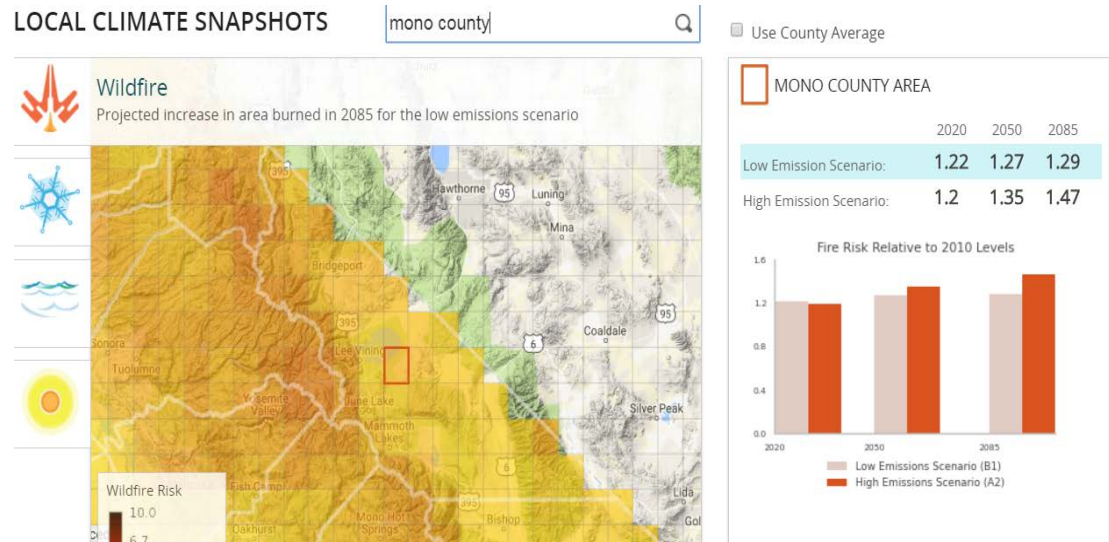 LOCAL CLIMATE SNAPSHOTS
mono county
Use County Average
Wildfire
Projected increase in area burned in 2085 for the low emissions scenario
MONO COUNTY AREA
2020 2050 2085
Low Emission Scenario: 1.22 1.27 1.29
High Emission Scenario: 1.2 1.35 1.47
Fire Risk Relative to 2010 Levels
1.6
1.2
0.8
0.4
0.0
2020 2050 2085
Low Emissions Scenario (B1)
High Emissions Scenario (A2)
395
Hawthorne
95
Luning
Mina
Bridgeport
395
95
Coaldale
6
Sonora
Lee Vining
Tuolumne
Yosemite
Valley
June Lake
Silver Peak
Mammoth
Lakes
6
Wildfire Risk
Fish Camp
Lida
10.0
395
Mono Hot
Springs
Bishop
Gol
Oakhurst
6.7